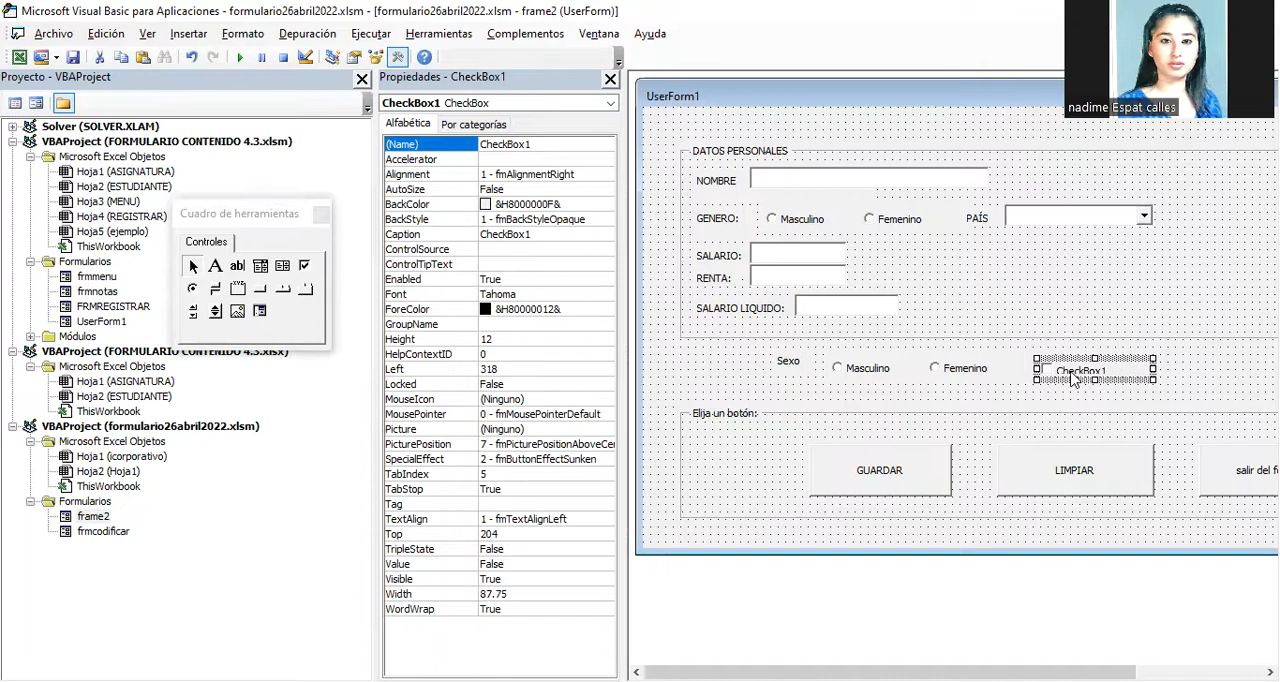 Microsoft Visual Basic para Aplicaciones - formulario26abril2022.xlsm - [formulario26abril2022.xlsm - frame2 (UserForm)]
Archivo Edición Ver Insertar Formato Depuración Ejecutar Herramientas Complementos Ventana Ayuda
Proyecto - VBAProject
Solver (SOLVER.XLAM)
VBAProject (FORMULARIO CONTENIDO 4.3.xlsm)
Microsoft Excel Objetos
Hoja1 (ASIGNATURA)
Hoja2 (ESTUDIANTE)
Hoja3 (MENU)
Hoja4 (REGISTRAR)
Hoja5 (ejemplo)
ThisWorkbook
Formularios
frmmenu
frmnotas
FRMREGISTRAR
UserForm1
Módulos
VBAProject (FORMULARIO CONTENIDO 4.3.xlsx)
Microsoft Excel Objetos
Hoja1 (ASIGNATURA)
Hoja2 (ESTUDIANTE)
ThisWorkbook
VBAProject (formulario26abril2022.xlsm)
Microsoft Excel Objetos
Hoja1 (icorporativo)
Hoja2 (Hoja1)
ThisWorkbook
Formularios
frame2
frmcodificar
Cuadro de herramientas
Controles
A ab|
Propiedades - CheckBox1
CheckBox1 CheckBox
Alfabética Por categorías
(Name) CheckBox1
Accelerator
Alignment 1 - fmAlignmentRight
AutoSize False
BackColor &H8000000F&
BackStyle 1 - fmBackStyleOpaque
Caption CheckBox1
ControlSource
ControlTipText
Enabled True
Font Tahoma
ForeColor &H80000012&
GroupName
Height 12
HelpContextID 0
Left 318
Locked False
MouseIcon (Ninguno)
MousePointer 0 - fmMousePointerDefault
Picture (Ninguno)
PicturePosition 7 - fmPicturePositionAboveCen
SpecialEffect 2 - fmButtonEffectSunken
TabIndex 5
TabStop True
Tag
TextAlign 1 - fmTextAlignLeft
Top 204
TripleState False
Value False
Visible True
Width 87.75
WordWrap True
UserForm1
DATOS PERSONALES
NOMBRE
GENERO: Masculino Femenino PAÍS
SALARIO:
RENTA:
SALARIO LIQUIDO:
Sexo Masculino Femenino CheckBox1
Elija un botón:
GUARDAR LIMPIAR salir del fo
nadime Espat calles